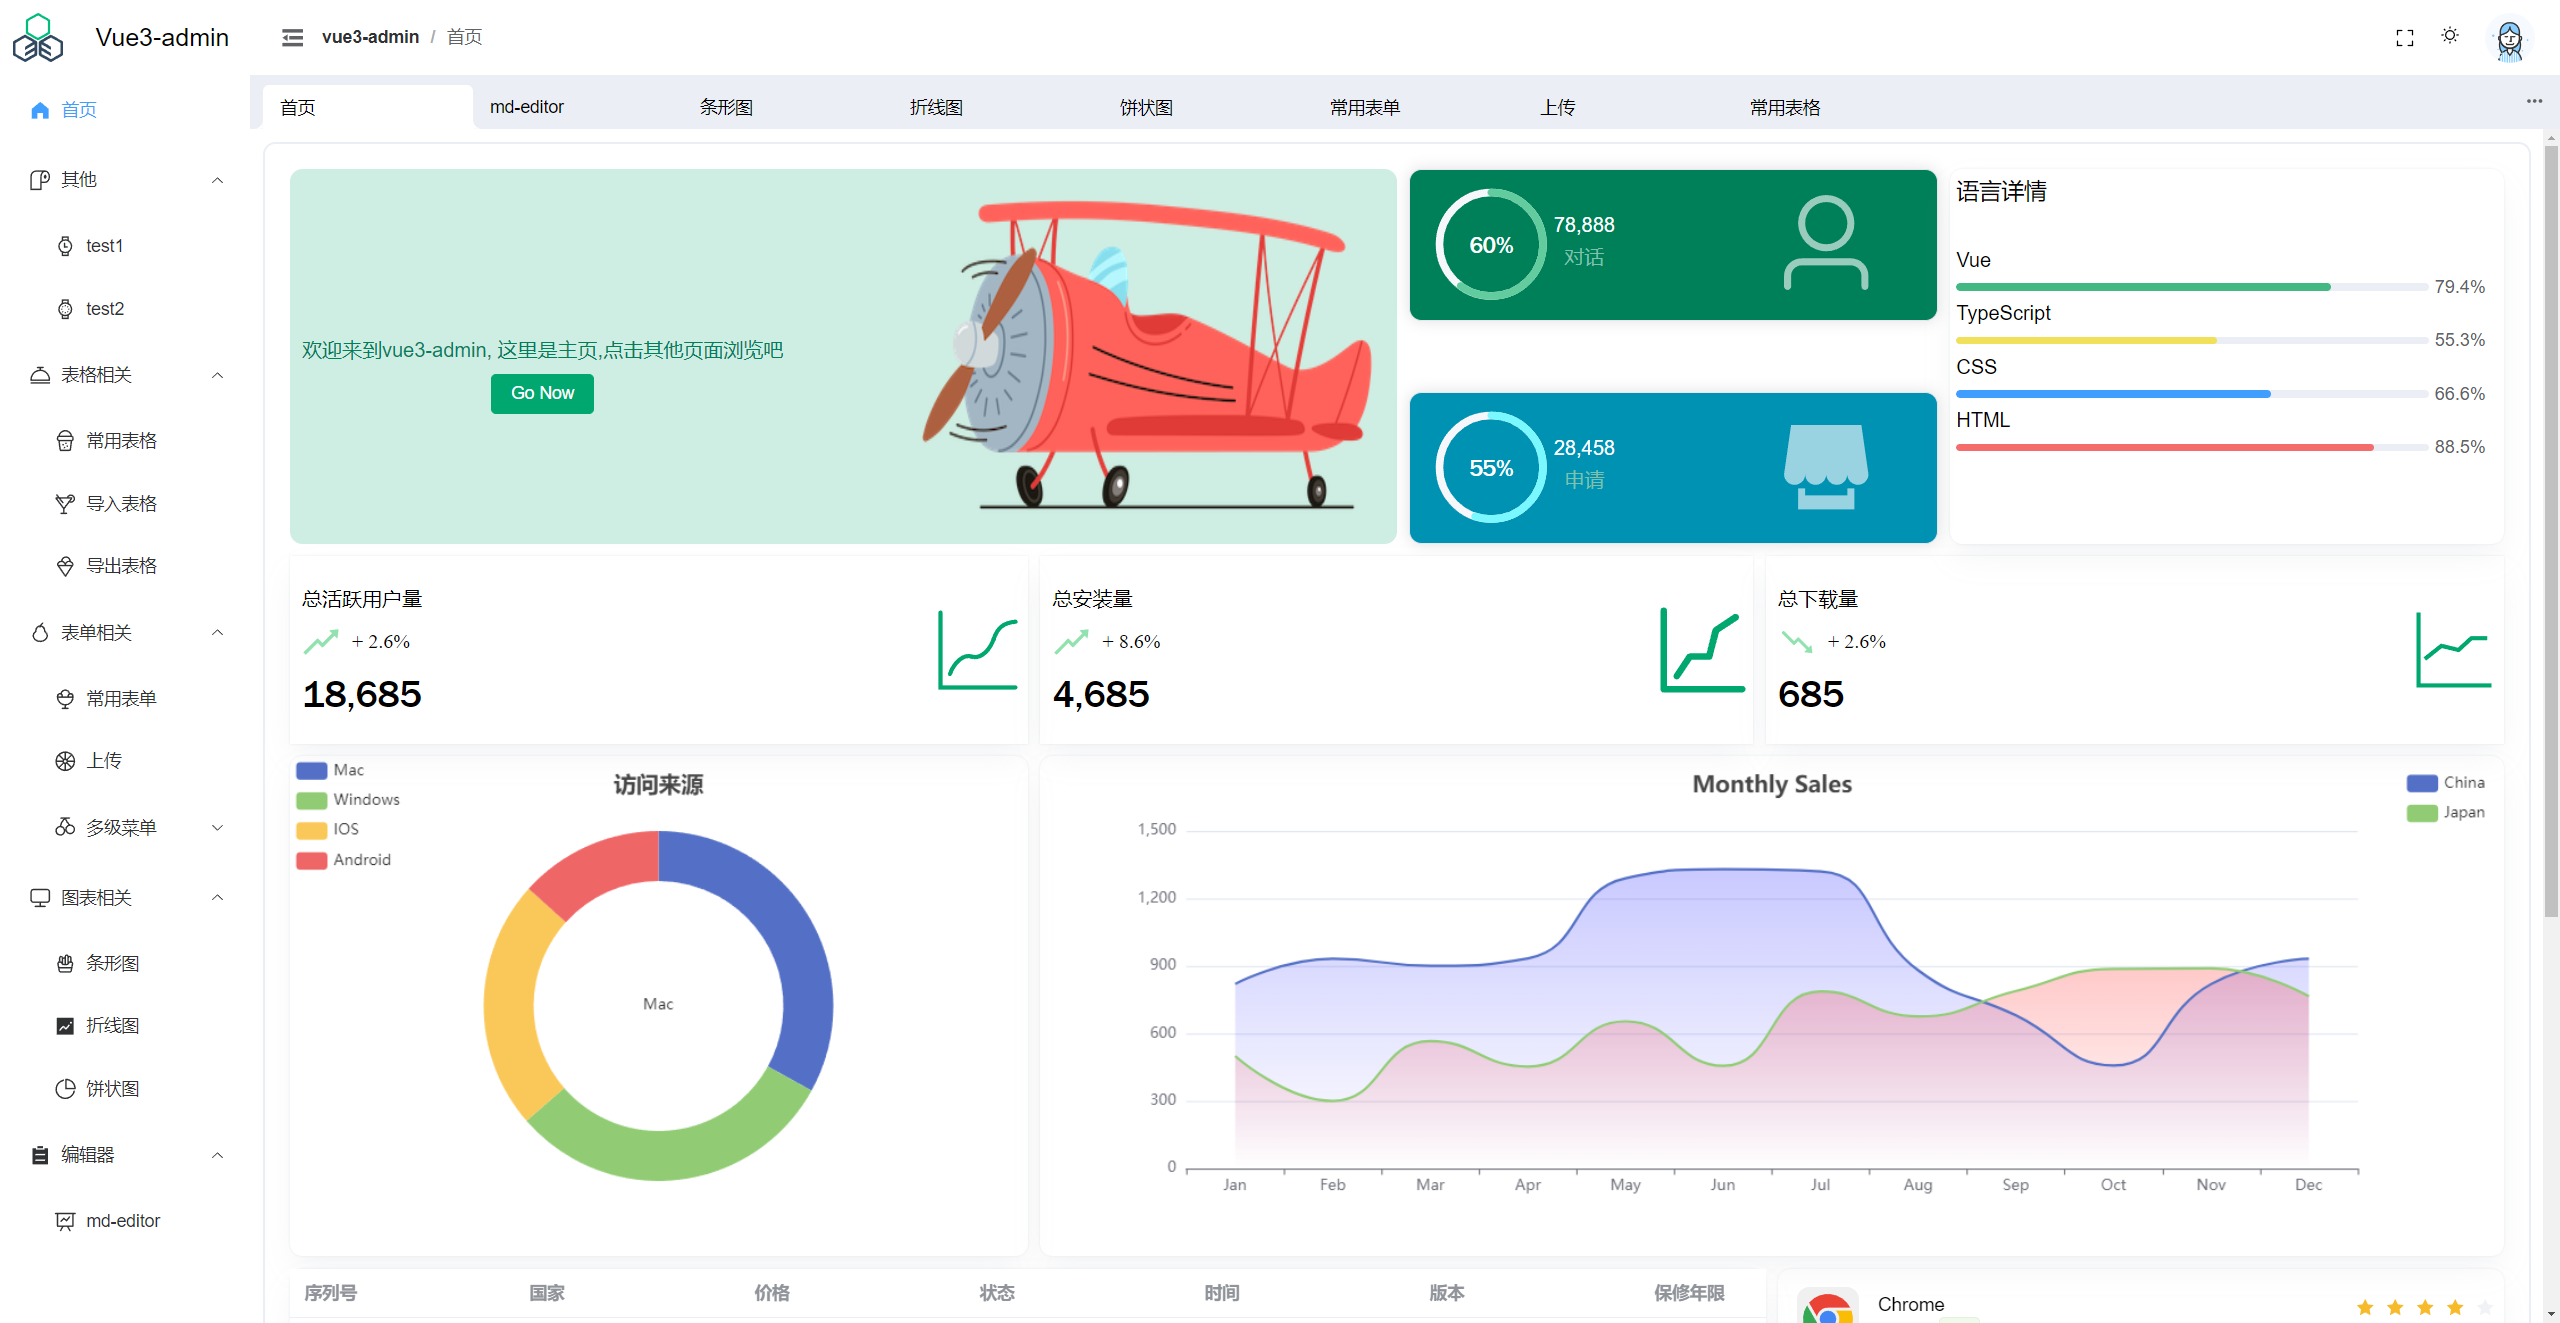 Vue3-admin
vue3-admin / 首页
首页
其他
test1
test2
表格相关
常用表格
导入表格
导出表格
表单相关
常用表单
上传
多级菜单
图表相关
条形图
折线图
饼状图
编辑器
md-editor
首页 md-editor 条形图 折线图 饼状图 常用表单 上传 常用表格
欢迎来到vue3-admin, 这里是主页,点击其他页面浏览吧
Go Now
60%
78,888
对话
55%
28,458
申请
语言详情
Vue
79.4%
TypeScript
55.3%
CSS
66.6%
HTML
88.5%
总活跃用户量
+ 2.6%
18,685
总安装量
+ 8.6%
4,685
总下载量
+ 2.6%
685
访问来源
Mac
Windows
IOS
Android
Mac
Monthly Sales
China
Japan
1,500
1,200
900
600
300
0
Jan Feb Mar Apr May Jun Jul Aug Sep Oct Nov Dec
序列号 国家 价格 状态 时间 版本 保修年限
Chrome